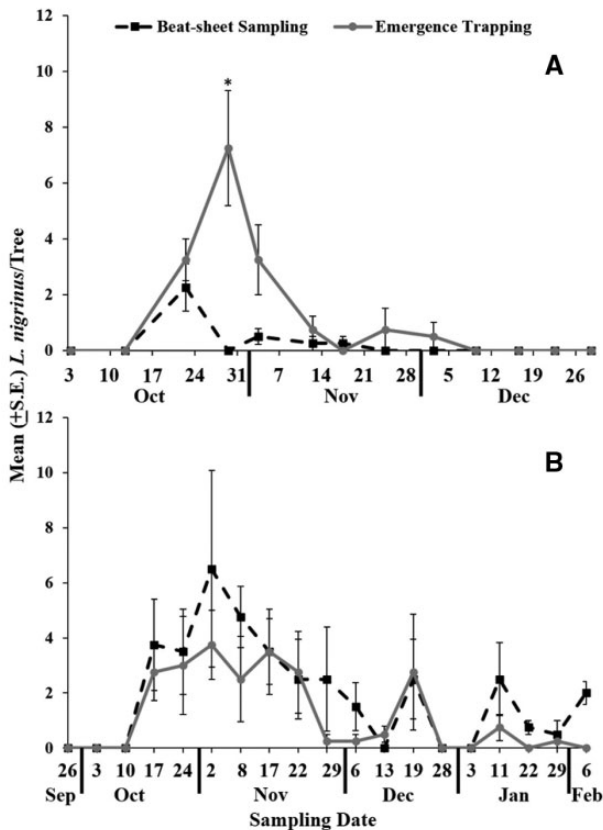 Beat-sheet Sampling Emergence Trapping
A
*
12
10
8
6
4
2
0
3 10 17 24 31 7 14 21 28 5 12 19 26
Oct Nov Dec
Mean (±S.E.) L. nigrinus/Tree
B
12
10
8
6
4
2
0
26 3 10 17 24 2 8 17 22 29 6 13 19 28 3 11 22 29 6
Sep Oct Nov Dec Jan Feb
Sampling Date